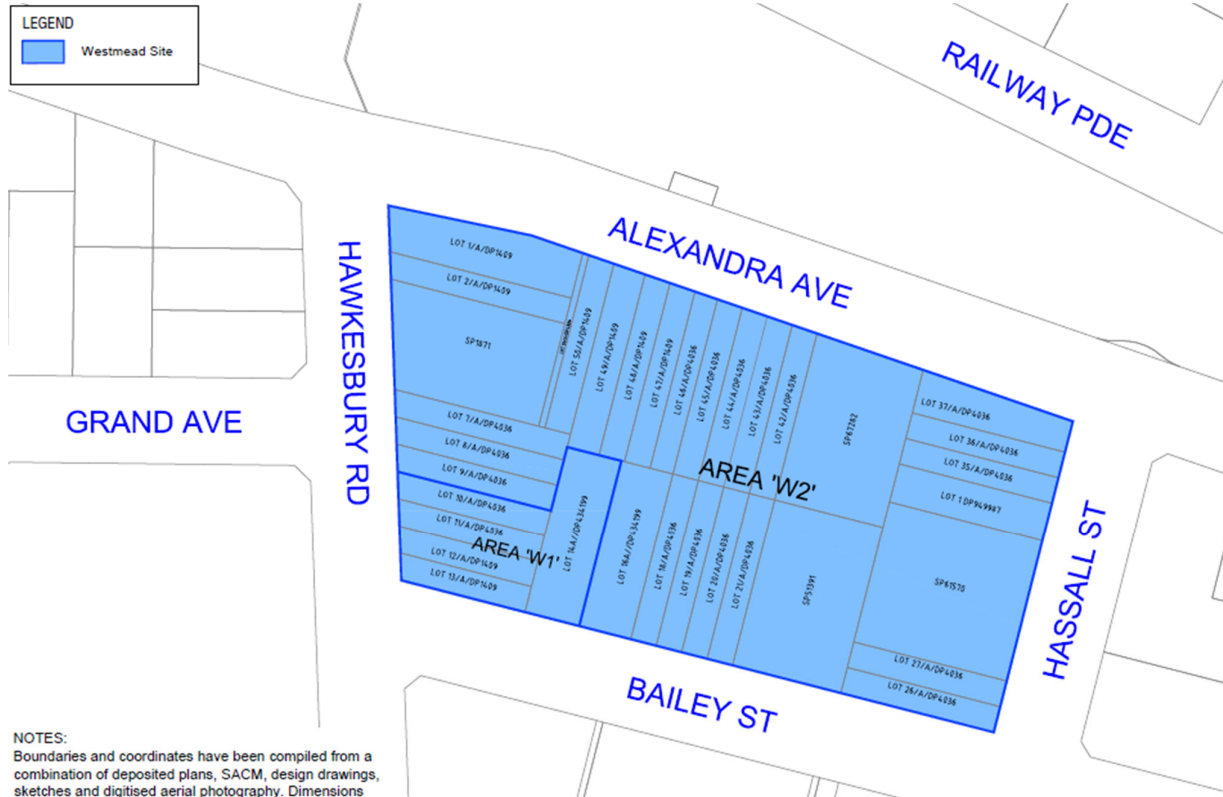 LEGEND
Westmead Site
RAILWAY PDE
ALEXANDRA AVE
HAWKESBURY RD
GRAND AVE
LOT 1/A/DP1409
LOT 2/A/DP1409
SP1871
LOT 7/A/DP4036
LOT 8/A/DP4036
LOT 9/A/DP4036
LOT 10/A/DP4036
LOT 11/A/DP4036
LOT 12/A/DP1409
LOT 13/A/DP1409
AREA 'W1'
LOT 14A//DP434199
LOT 50/A/DP1409
LOT 49/A/DP1409
LOT 48/A/DP1409
LOT 47/A/DP1409
LOT 46/A/DP4036
LOT 45/A/DP4036
LOT 44/A/DP4036
LOT 43/A/DP4036
LOT 42/A/DP4036
SP67282
AREA 'W2'
LOT 37/A/DP4036
LOT 36/A/DP4036
LOT 35/A/DP4036
LOT 1 DP949987
SP61570
LOT 27/A/DP4036
LOT 26/A/DP4036
LOT 16A//DP434199
LOT 18/A/DP4036
LOT 19/A/DP4036
LOT 20/A/DP4036
LOT 21/A/DP4036
SP51391
HASSALL ST
BAILEY ST
NOTES:
Boundaries and coordinates have been compiled from a
combination of deposited plans, SACM, design drawings,
sketches and digitised aerial photography. Dimensions